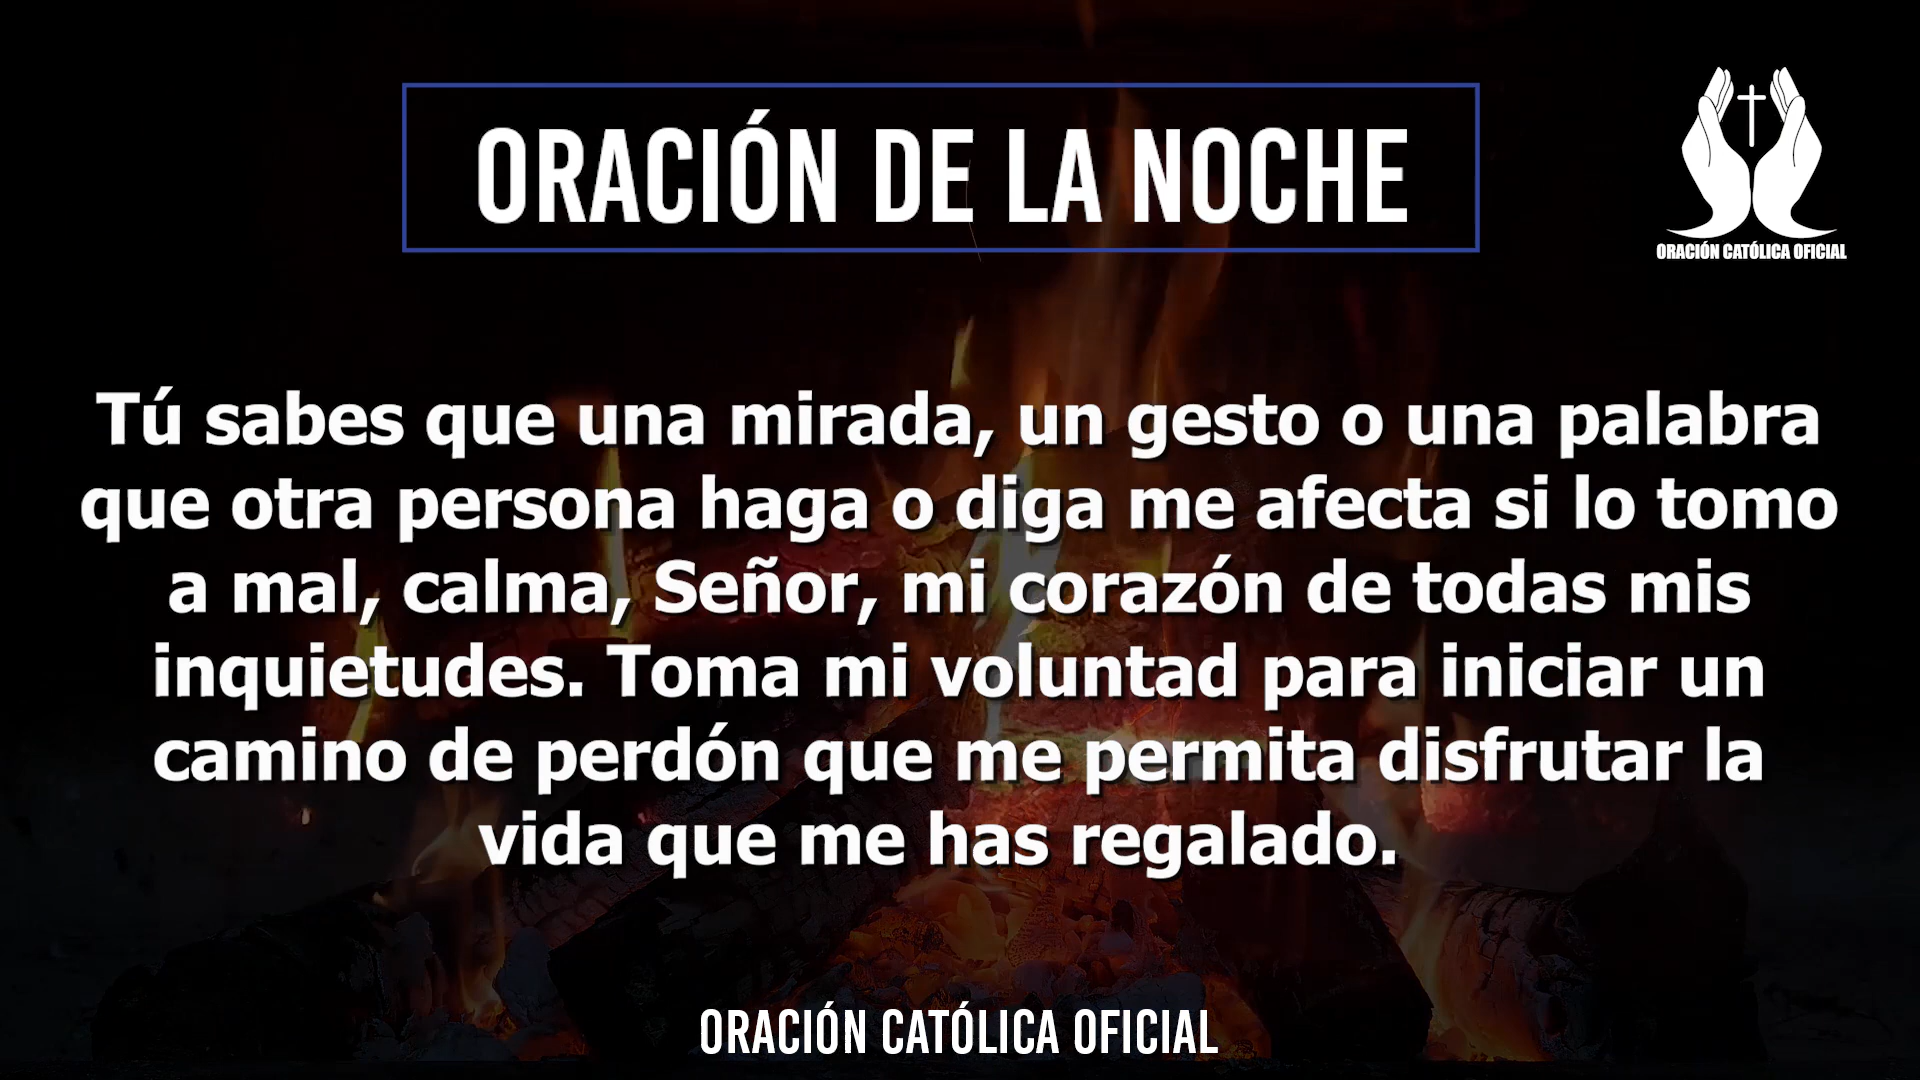 ORACIÓN DE LA NOCHE
ORACIÓN CATÓLICA OFICIAL
Tú sabes que una mirada, un gesto o una palabra
que otra persona haga o diga me afecta si lo tomo
a mal, calma, Señor, mi corazón de todas mis
inquietudes. Toma mi voluntad para iniciar un
camino de perdón que me permita disfrutar la
vida que me has regalado.
ORACIÓN CATÓLICA OFICIAL